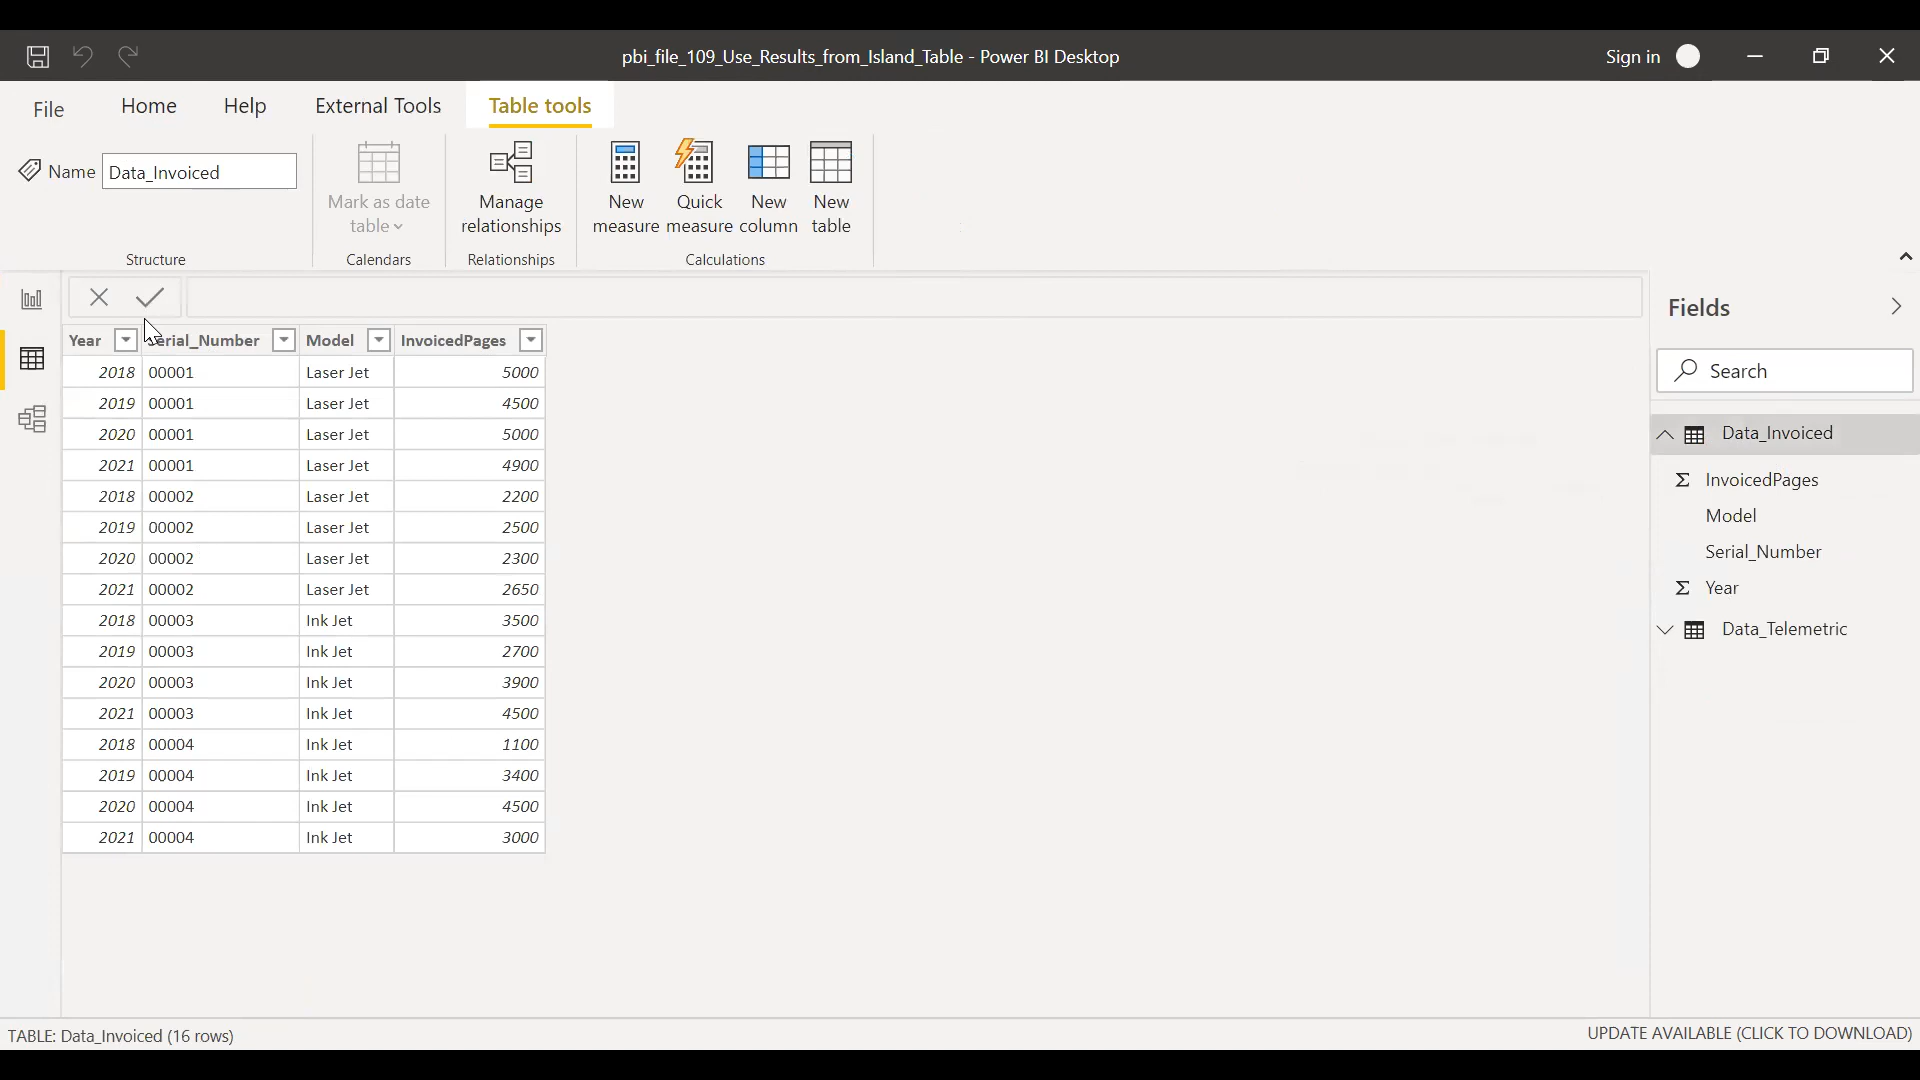 pbi_file_109_Use_Results_from_Island_Table - Power BI Desktop
Sign in
File
Home
Help
External Tools
Table tools
Name
Data_Invoiced
Mark as date
table
Manage
relationships
New
measure
Quick
measure
New
column
New
table
Structure
Calendars
Relationships
Calculations
Year Serial_Number Model InvoicedPages
2018 00001 Laser Jet 5000
2019 00001 Laser Jet 4500
2020 00001 Laser Jet 5000
2021 00001 Laser Jet 4900
2018 00002 Laser Jet 2200
2019 00002 Laser Jet 2500
2020 00002 Laser Jet 2300
2021 00002 Laser Jet 2650
2018 00003 Ink Jet 3500
2019 00003 Ink Jet 2700
2020 00003 Ink Jet 3900
2021 00003 Ink Jet 4500
2018 00004 Ink Jet 1100
2019 00004 Ink Jet 3400
2020 00004 Ink Jet 4500
2021 00004 Ink Jet 3000
Fields
Search
Data_Invoiced
Σ InvoicedPages
Model
Serial_Number
Σ Year
Data_Telemetric
TABLE: Data_Invoiced (16 rows)
UPDATE AVAILABLE (CLICK TO DOWNLOAD)